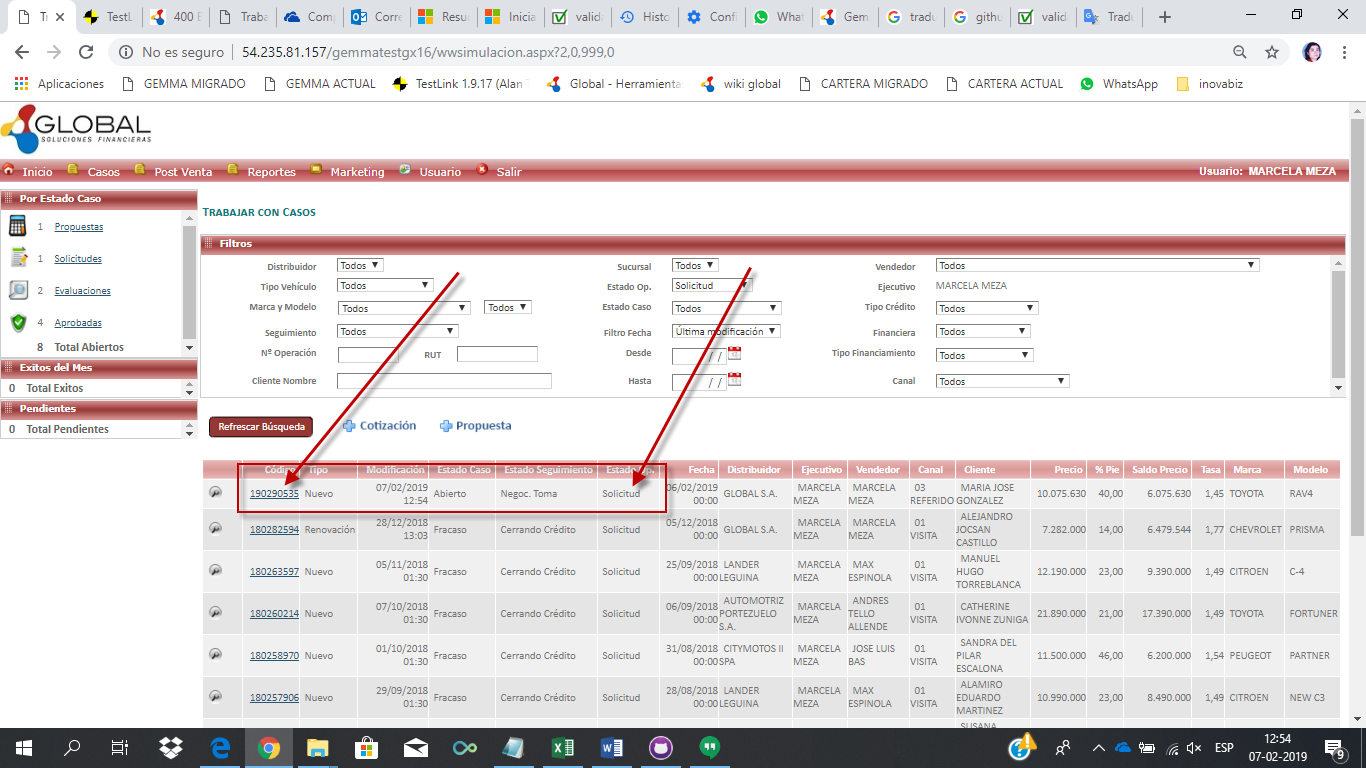 Tr
TestL
400 E
Traba
Com
Corre
Resu
Inicia
valid
Histo
Confi
What
Gem
tradu
githu
valid
Tradu
No es seguro | 54.235.81.157/gemmatestgx16/wwsimulacion.aspx?2,0,999,0
Aplicaciones
GEMMA MIGRADO
GEMMA ACTUAL
TestLink 1.9.17 (Alan
Global - Herramienta
wiki global
CARTERA MIGRADO
CARTERA ACTUAL
WhatsApp
inovabiz
GLOBAL
SOLUCIONES FINANCIERAS
Inicio Casos Post Venta Reportes Marketing Usuario Salir Usuario: MARCELA MEZA
Por Estado Caso
1 Propuestas
1 Solicitudes
2 Evaluaciones
4 Aprobadas
8 Total Abiertos
Exitos del Mes
0 Total Exitos
Pendientes
0 Total Pendientes
TRABAJAR CON CASOS
Filtros
Distribuidor Todos Sucursal Todos Vendedor Todos
Tipo Vehículo Todos Estado Op. Solicitud Ejecutivo MARCELA MEZA
Marca y Modelo Todos Todos Estado Caso Todos Tipo Crédito Todos
Seguimiento Todos Filtro Fecha Última modificación Financiera Todos
Nº Operación RUT Desde / / Tipo Financiamiento Todos
Cliente Nombre Hasta / / Canal Todos
Refrescar Búsqueda Cotización Propuesta
Código Tipo Modificación Estado Caso Estado Seguimiento Estado Op. Fecha Distribuidor Ejecutivo Vendedor Canal Cliente Precio % Pie Saldo Precio Tasa Marca Modelo
190290535 Nuevo 07/02/2019 12:54 Abierto Negoc. Toma Solicitud 06/02/2019 00:00 GLOBAL S.A. MARCELA MEZA MARCELA MEZA 03 REFERIDO MARIA JOSE GONZALEZ 10.075.630 40,00 6.075.630 1,45 TOYOTA RAV4
180282594 Renovación 28/12/2018 13:03 Fracaso Cerrando Crédito Solicitud 05/12/2018 00:00 GLOBAL S.A. MARCELA MEZA MARCELA MEZA 01 VISITA ALEJANDRO JOCSAN CASTILLO 7.282.000 14,00 6.479.544 1,77 CHEVROLET PRISMA
180263597 Nuevo 05/11/2018 01:30 Fracaso Cerrando Crédito Solicitud 25/09/2018 00:00 LANDER LEGUINA MARCELA MEZA MAX ESPINOLA 01 VISITA MANUEL HUGO TORREBLANCA 12.190.000 23,00 9.390.000 1,49 CITROEN C-4
180260214 Nuevo 07/10/2018 01:30 Fracaso Cerrando Crédito Solicitud 06/09/2018 00:00 AUTOMOTRIZ PORTEZUELO S.A. MARCELA MEZA ANDRES TELLO ALLENDE 01 VISITA CATHERINE IVONNE ZUNIGA 21.890.000 21,00 17.390.000 1,49 TOYOTA FORTUNER
180258970 Nuevo 01/10/2018 01:30 Fracaso Cerrando Crédito Solicitud 31/08/2018 00:00 CITYMOTOS II SPA MARCELA MEZA JOSE LUIS BAS 01 VISITA SANDRA DEL PILAR ESCALONA 11.500.000 46,00 6.200.000 1,54 PEUGEOT PARTNER
180257906 Nuevo 29/09/2018 01:30 Fracaso Cerrando Crédito Solicitud 28/08/2018 00:00 LANDER LEGUINA MARCELA MEZA MAX ESPINOLA 01 VISITA ALAMIRO EDUARDO MARTINEZ 10.990.000 23,00 8.490.000 1,49 CITROEN NEW C3
SUSANA
ESP
12:54
07-02-2019
9